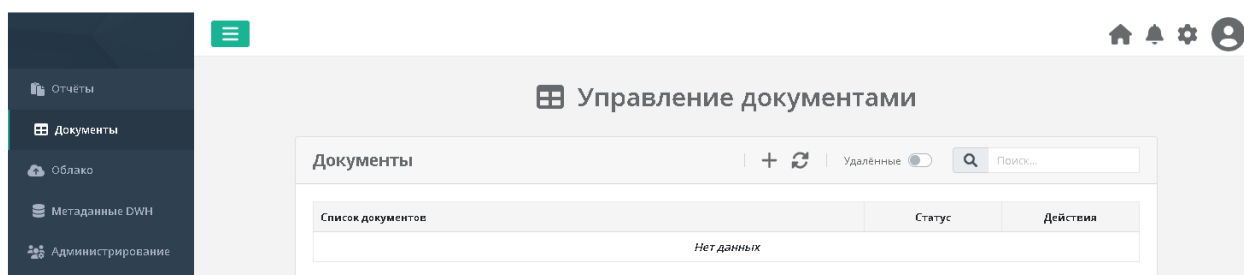 Отчёты
Документы
Облако
Метаданные DWH
Администрирование
Управление документами
Документы
Удалённые
Поиск...
Список документов Статус Действия
Нет данных